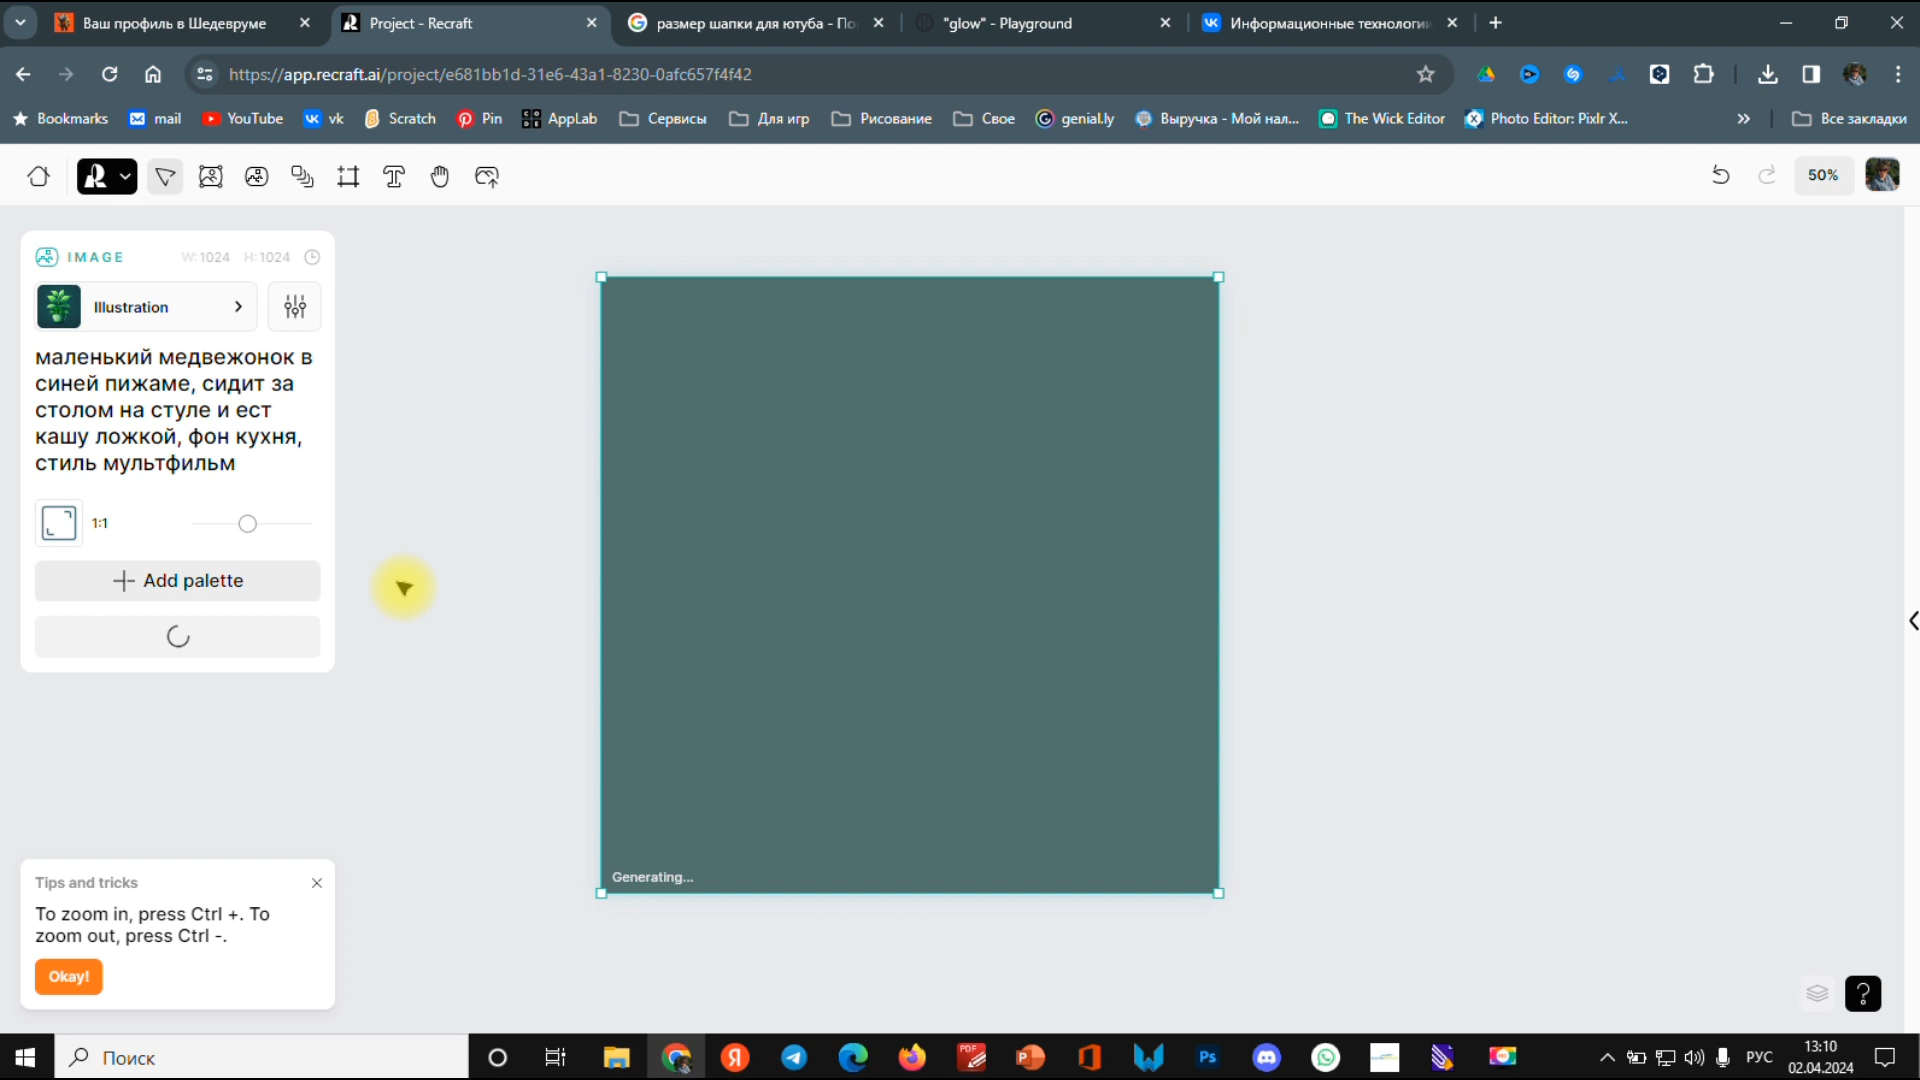 Ваш профиль в Шедевруме
Project - Recraft
размер шапки для ютуба - По
"glow" - Playground
Информационные технологии
https://app.recraft.ai/project/e681bb1d-31e6-43a1-8230-0afc657f4f42
Bookmarks
mail
YouTube
vk
Scratch
Pin
AppLab
Сервисы
Для игр
Рисование
Свое
genial.ly
Выручка - Мой нал...
The Wick Editor
Photo Editor: Pixlr X...
Все закладки
50%
IMAGE
W:1024
H:1024
Illustration
маленький медвежонок в
синей пижаме, сидит за
столом на стуле и ест
кашу ложкой, фон кухня,
стиль мультфильм
1:1
Add palette
Generating...
Tips and tricks
To zoom in, press Ctrl +. To
zoom out, press Ctrl -.
Okay!
?
Поиск
РУС
13:10
02.04.2024